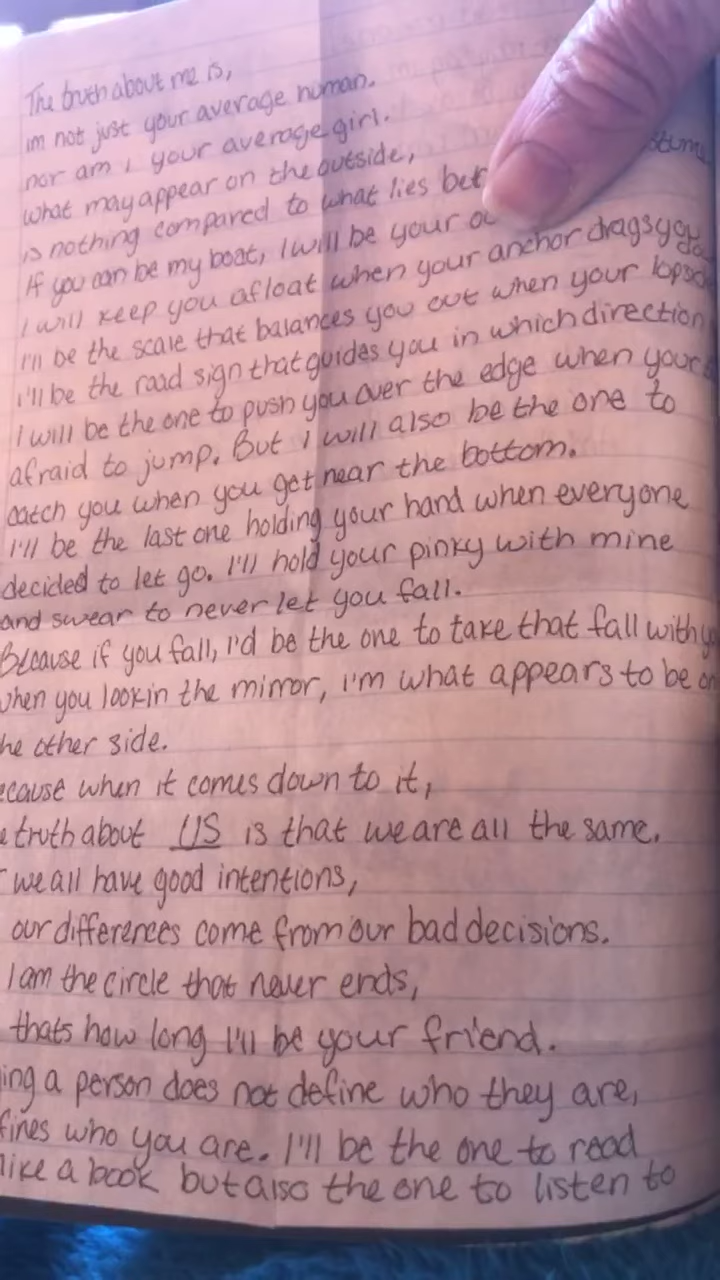 The truth about me is,
im not just your average human.
nor am i your average girl.
what may appear on the outside,
is nothing compared to what lies
If you can be my boat, I will be your
I will keep you afloat when your anchor drags you
I'll be the scale that balances you out when your
i'll be the road sign that guides you in which direction
I will be the one to push you over the edge when your
afraid to jump. But I will also be the one to
catch you when you get near the bottom.
I'll be the last one holding your hand when everyone
decided to let go. I'll hold your pinky with mine
and swear to never let you fall.
Because if you fall, I'd be the one to take that fall with
when you look in the mirror, i'm what appears to be on
he other side.
ecause when it comes down to it,
e truth about US is that we are all the same.
we all have good intentions,
our differences come from our bad decisions.
I am the circle that never ends,
thats how long I'll be your friend.
ing a person does not define who they are,
fines who you are. I'll be the one to read
like a book but also the one to listen to